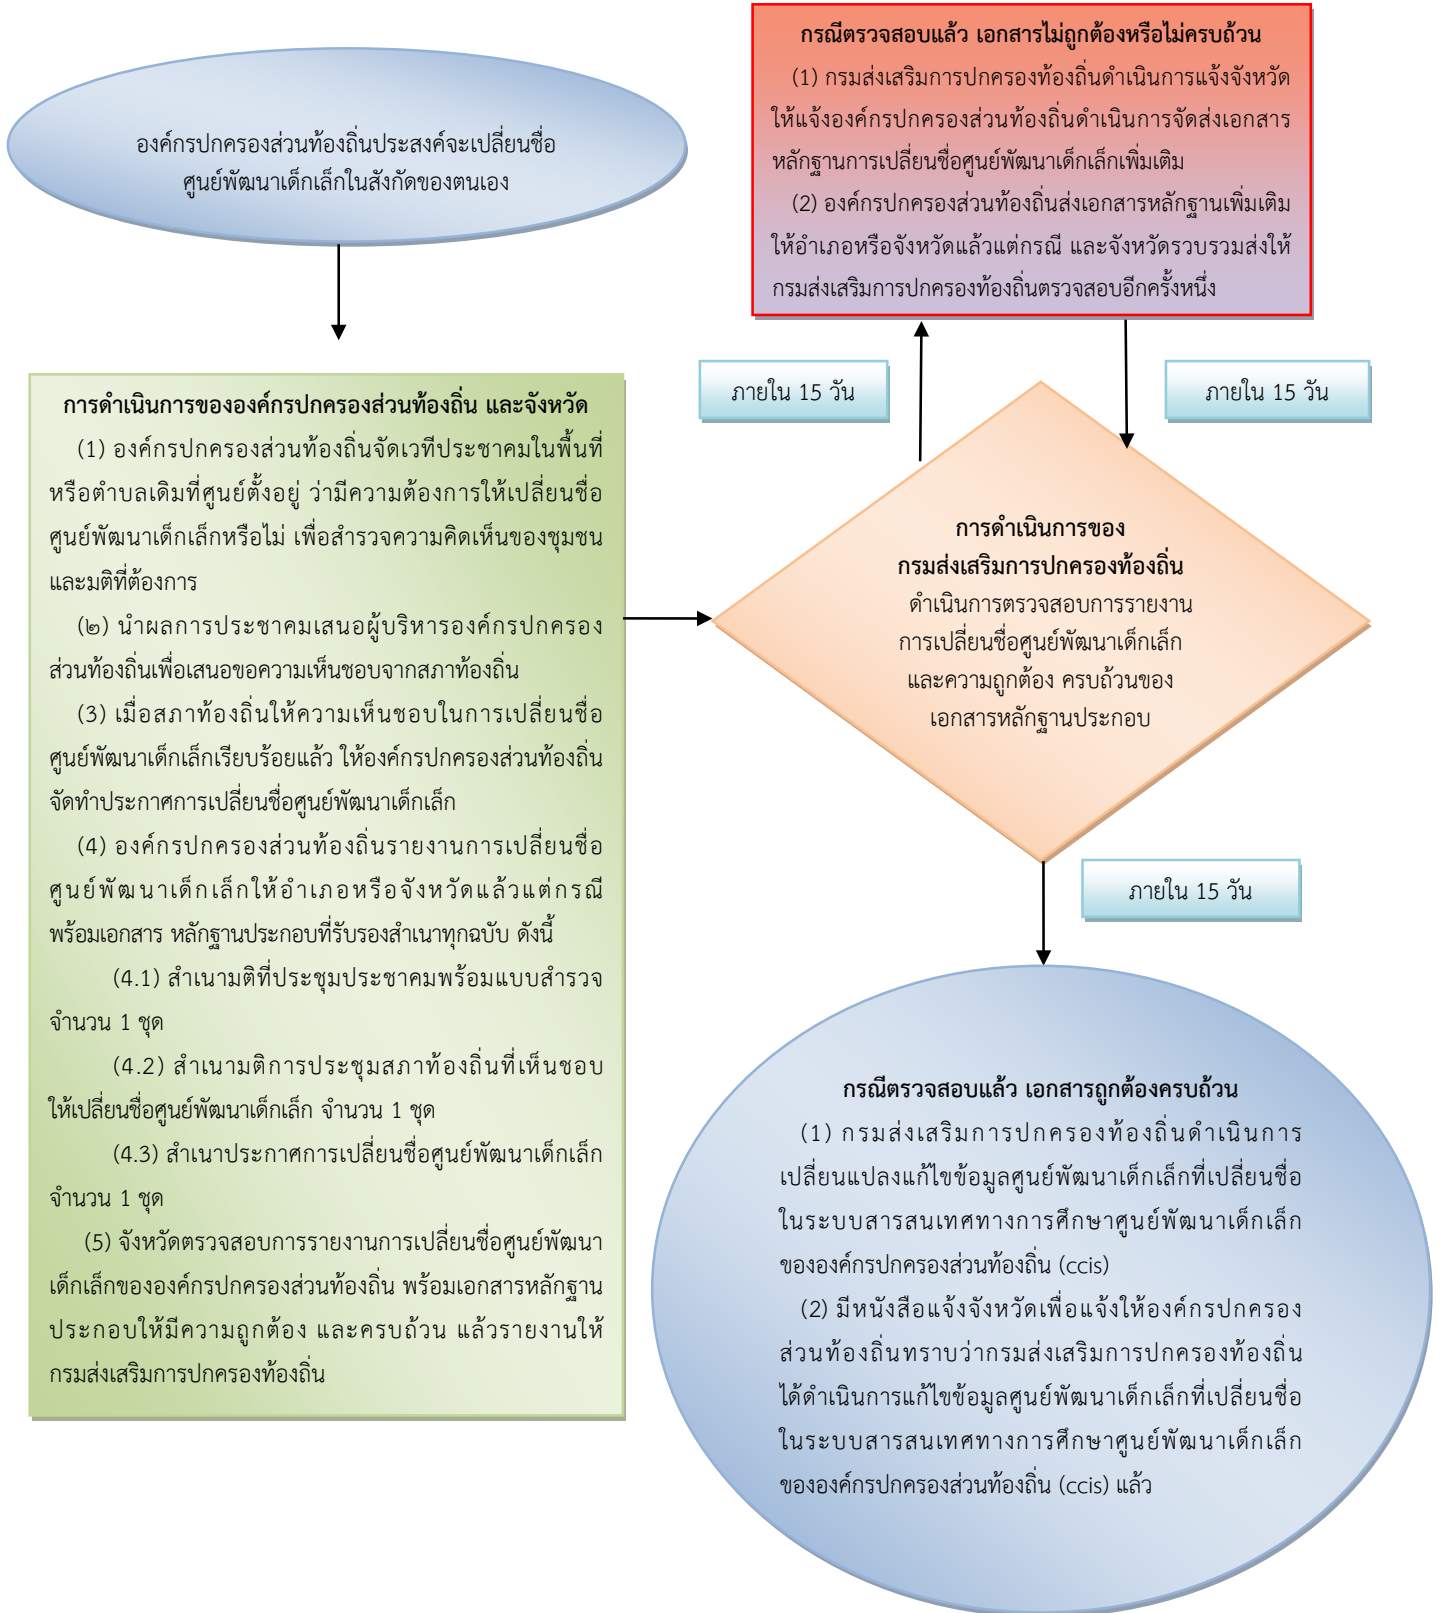 องค์กรปกครองส่วนท้องถิ่นประสงค์จะเปลี่ยนชื่อ
ศูนย์พัฒนาเด็กเล็กในสังกัดของตนเอง
การดำเนินการขององค์กรปกครองส่วนท้องถิ่น และจังหวัด
(1) องค์กรปกครองส่วนท้องถิ่นจัดเวทีประชาคมในพื้นที่
หรือตำบลเดิมที่ศูนย์ตั้งอยู่ ว่ามีความต้องการให้เปลี่ยนชื่อ
ศูนย์พัฒนาเด็กเล็กหรือไม่ เพื่อสำรวจความคิดเห็นของชุมชน
และมติที่ต้องการ
(๒) นำผลการประชาคมเสนอผู้บริหารองค์กรปกครอง
ส่วนท้องถิ่นเพื่อเสนอขอความเห็นชอบจากสภาท้องถิ่น
(3) เมื่อสภาท้องถิ่นให้ความเห็นชอบในการเปลี่ยนชื่อ
ศูนย์พัฒนาเด็กเล็กเรียบร้อยแล้ว ให้องค์กรปกครองส่วนท้องถิ่น
จัดทำประกาศการเปลี่ยนชื่อศูนย์พัฒนาเด็กเล็ก
(4) องค์กรปกครองส่วนท้องถิ่นรายงานการเปลี่ยนชื่อ
ศูนย์พัฒนาเด็กเล็กให้อำเภอหรือจังหวัดแล้วแต่กรณี
พร้อมเอกสาร หลักฐานประกอบที่รับรองสำเนาทุกฉบับ ดังนี้
(4.1) สำเนามติที่ประชุมประชาคมพร้อมแบบสำรวจ
จำนวน 1 ชุด
(4.2) สำเนามติการประชุมสภาท้องถิ่นที่เห็นชอบ
ให้เปลี่ยนชื่อศูนย์พัฒนาเด็กเล็ก จำนวน 1 ชุด
(4.3) สำเนาประกาศการเปลี่ยนชื่อศูนย์พัฒนาเด็กเล็ก
จำนวน 1 ชุด
(5) จังหวัดตรวจสอบการรายงานการเปลี่ยนชื่อศูนย์พัฒนา
เด็กเล็กขององค์กรปกครองส่วนท้องถิ่น พร้อมเอกสารหลักฐาน
ประกอบให้มีความถูกต้อง และครบถ้วน แล้วรายงานให้
กรมส่งเสริมการปกครองท้องถิ่น
กรณีตรวจสอบแล้ว เอกสารไม่ถูกต้องหรือไม่ครบถ้วน
(1) กรมส่งเสริมการปกครองท้องถิ่นดำเนินการแจ้งจังหวัด
ให้แจ้งองค์กรปกครองส่วนท้องถิ่นดำเนินการจัดส่งเอกสาร
หลักฐานการเปลี่ยนชื่อศูนย์พัฒนาเด็กเล็กเพิ่มเติม
(2) องค์กรปกครองส่วนท้องถิ่นส่งเอกสารหลักฐานเพิ่มเติม
ให้อำเภอหรือจังหวัดแล้วแต่กรณี และจังหวัดรวบรวมส่งให้
กรมส่งเสริมการปกครองท้องถิ่นตรวจสอบอีกครั้งหนึ่ง
ภายใน 15 วัน
ภายใน 15 วัน
การดำเนินการของ
กรมส่งเสริมการปกครองท้องถิ่น
ดำเนินการตรวจสอบการรายงาน
การเปลี่ยนชื่อศูนย์พัฒนาเด็กเล็ก
และความถูกต้อง ครบถ้วนของ
เอกสารหลักฐานประกอบ
ภายใน 15 วัน
กรณีตรวจสอบแล้ว เอกสารถูกต้องครบถ้วน
(1) กรมส่งเสริมการปกครองท้องถิ่นดำเนินการ
เปลี่ยนแปลงแก้ไขข้อมูลศูนย์พัฒนาเด็กเล็กที่เปลี่ยนชื่อ
ในระบบสารสนเทศทางการศึกษาศูนย์พัฒนาเด็กเล็ก
ขององค์กรปกครองส่วนท้องถิ่น (ccis)
(2) มีหนังสือแจ้งจังหวัดเพื่อแจ้งให้องค์กรปกครอง
ส่วนท้องถิ่นทราบว่ากรมส่งเสริมการปกครองท้องถิ่น
ได้ดำเนินการแก้ไขข้อมูลศูนย์พัฒนาเด็กเล็กที่เปลี่ยนชื่อ
ในระบบสารสนเทศทางการศึกษาศูนย์พัฒนาเด็กเล็ก
ขององค์กรปกครองส่วนท้องถิ่น (ccis) แล้ว